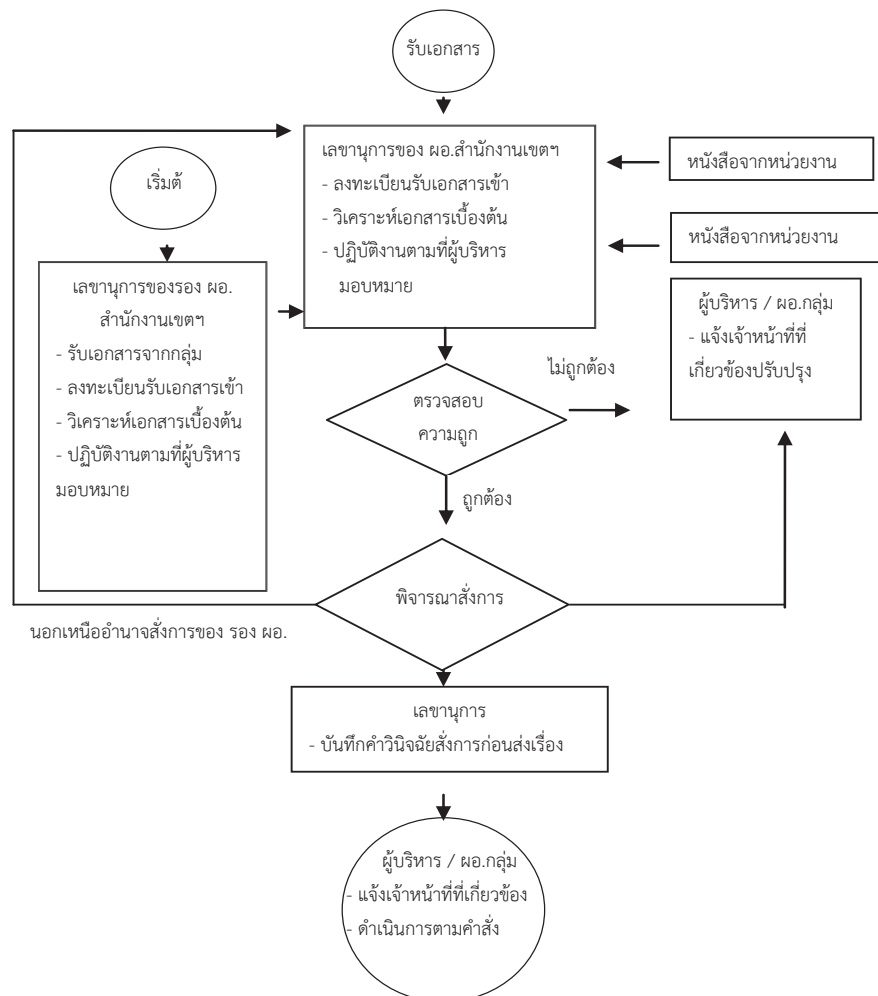 รับเอกสาร
เลขานุการของ ผอ.สำนักงานเขตฯ
- ลงทะเบียนรับเอกสารเข้า
- วิเคราะห์เอกสารเบื้องต้น
- ปฏิบัติงานตามที่ผู้บริหาร
มอบหมาย
หนังสือจากหน่วยงาน
หนังสือจากหน่วยงาน
เริ่มต้
เลขานุการของรอง ผอ.
สำนักงานเขตฯ
- รับเอกสารจากกลุ่ม
- ลงทะเบียนรับเอกสารเข้า
- วิเคราะห์เอกสารเบื้องต้น
- ปฏิบัติงานตามที่ผู้บริหาร
มอบหมาย
ผู้บริหาร / ผอ.กลุ่ม
- แจ้งเจ้าหน้าที่ที่
เกี่ยวข้องปรับปรุง
ไม่ถูกต้อง
ตรวจสอบ
ความถูก
ถูกต้อง
พิจารณาสั่งการ
นอกเหนืออำนาจสั่งการของ รอง ผอ.
เลขานุการ
- บันทึกคำวินิจฉัยสั่งการก่อนส่งเรื่อง
ผู้บริหาร / ผอ.กลุ่ม
- แจ้งเจ้าหน้าที่ที่เกี่ยวข้อง
- ดำเนินการตามคำสั่ง